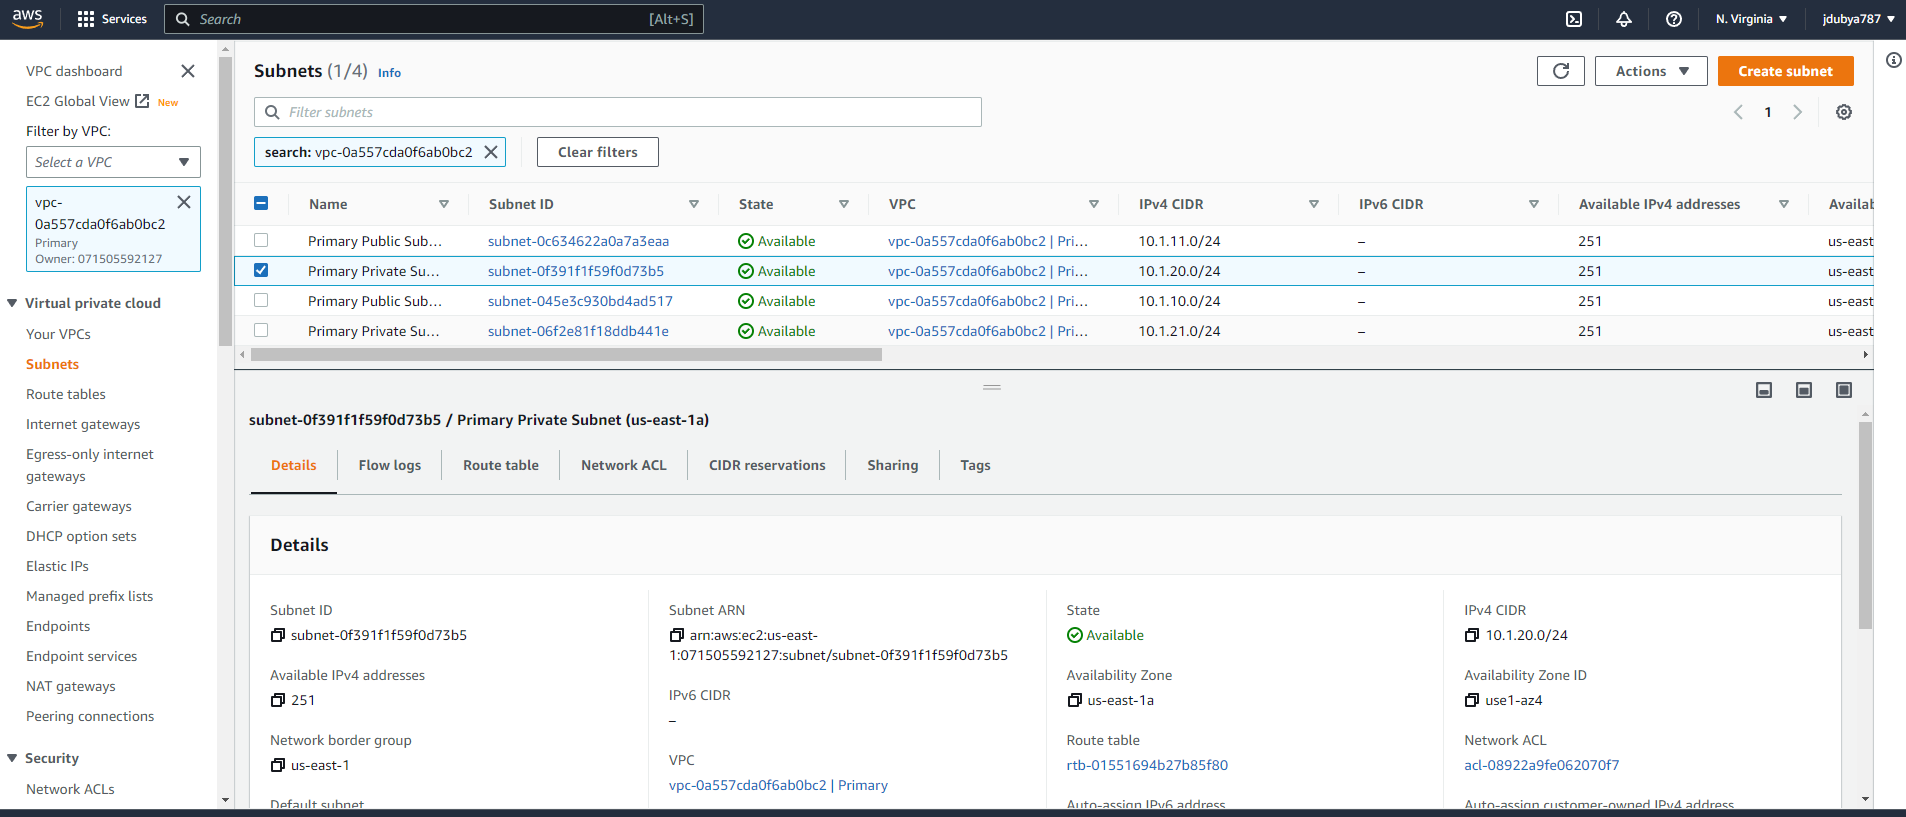 aws
Services
Search
[Alt+S]
N. Virginia
jdubya787
VPC dashboard
EC2 Global View
New
Filter by VPC:
Select a VPC
vpc-
0a557cda0f6ab0bc2
Primary
Owner: 071505592127
Virtual private cloud
Your VPCs
Subnets
Route tables
Internet gateways
Egress-only internet
gateways
Carrier gateways
DHCP option sets
Elastic IPs
Managed prefix lists
Endpoints
Endpoint services
NAT gateways
Peering connections
Security
Network ACLs
Subnets (1/4) Info
Actions
Create subnet
Filter subnets
1
search: vpc-0a557cda0f6ab0bc2
Clear filters
Name Subnet ID State VPC IPv4 CIDR IPv6 CIDR Available IPv4 addresses Availab
Primary Public Sub... subnet-0c634622a0a7a3eaa Available vpc-0a557cda0f6ab0bc2 | Pri... 10.1.11.0/24 – 251 us-east
Primary Private Su... subnet-0f391f1f59f0d73b5 Available vpc-0a557cda0f6ab0bc2 | Pri... 10.1.20.0/24 – 251 us-east
Primary Public Sub... subnet-045e3c930bd4ad517 Available vpc-0a557cda0f6ab0bc2 | Pri... 10.1.10.0/24 – 251 us-east
Primary Private Su... subnet-06f2e81f18ddb441e Available vpc-0a557cda0f6ab0bc2 | Pri... 10.1.21.0/24 – 251 us-east
subnet-0f391f1f59f0d73b5 / Primary Private Subnet (us-east-1a)
Details Flow logs Route table Network ACL CIDR reservations Sharing Tags
Details
Subnet ID
subnet-0f391f1f59f0d73b5
Available IPv4 addresses
251
Network border group
us-east-1
Default subnet
Subnet ARN
arn:aws:ec2:us-east-
1:071505592127:subnet/subnet-0f391f1f59f0d73b5
IPv6 CIDR
–
VPC
vpc-0a557cda0f6ab0bc2 | Primary
State
Available
Availability Zone
us-east-1a
Route table
rtb-01551694b27b85f80
Auto-assign IPv6 address
IPv4 CIDR
10.1.20.0/24
Availability Zone ID
use1-az4
Network ACL
acl-08922a9fe062070f7
Auto-assign customer-owned IPv4 address